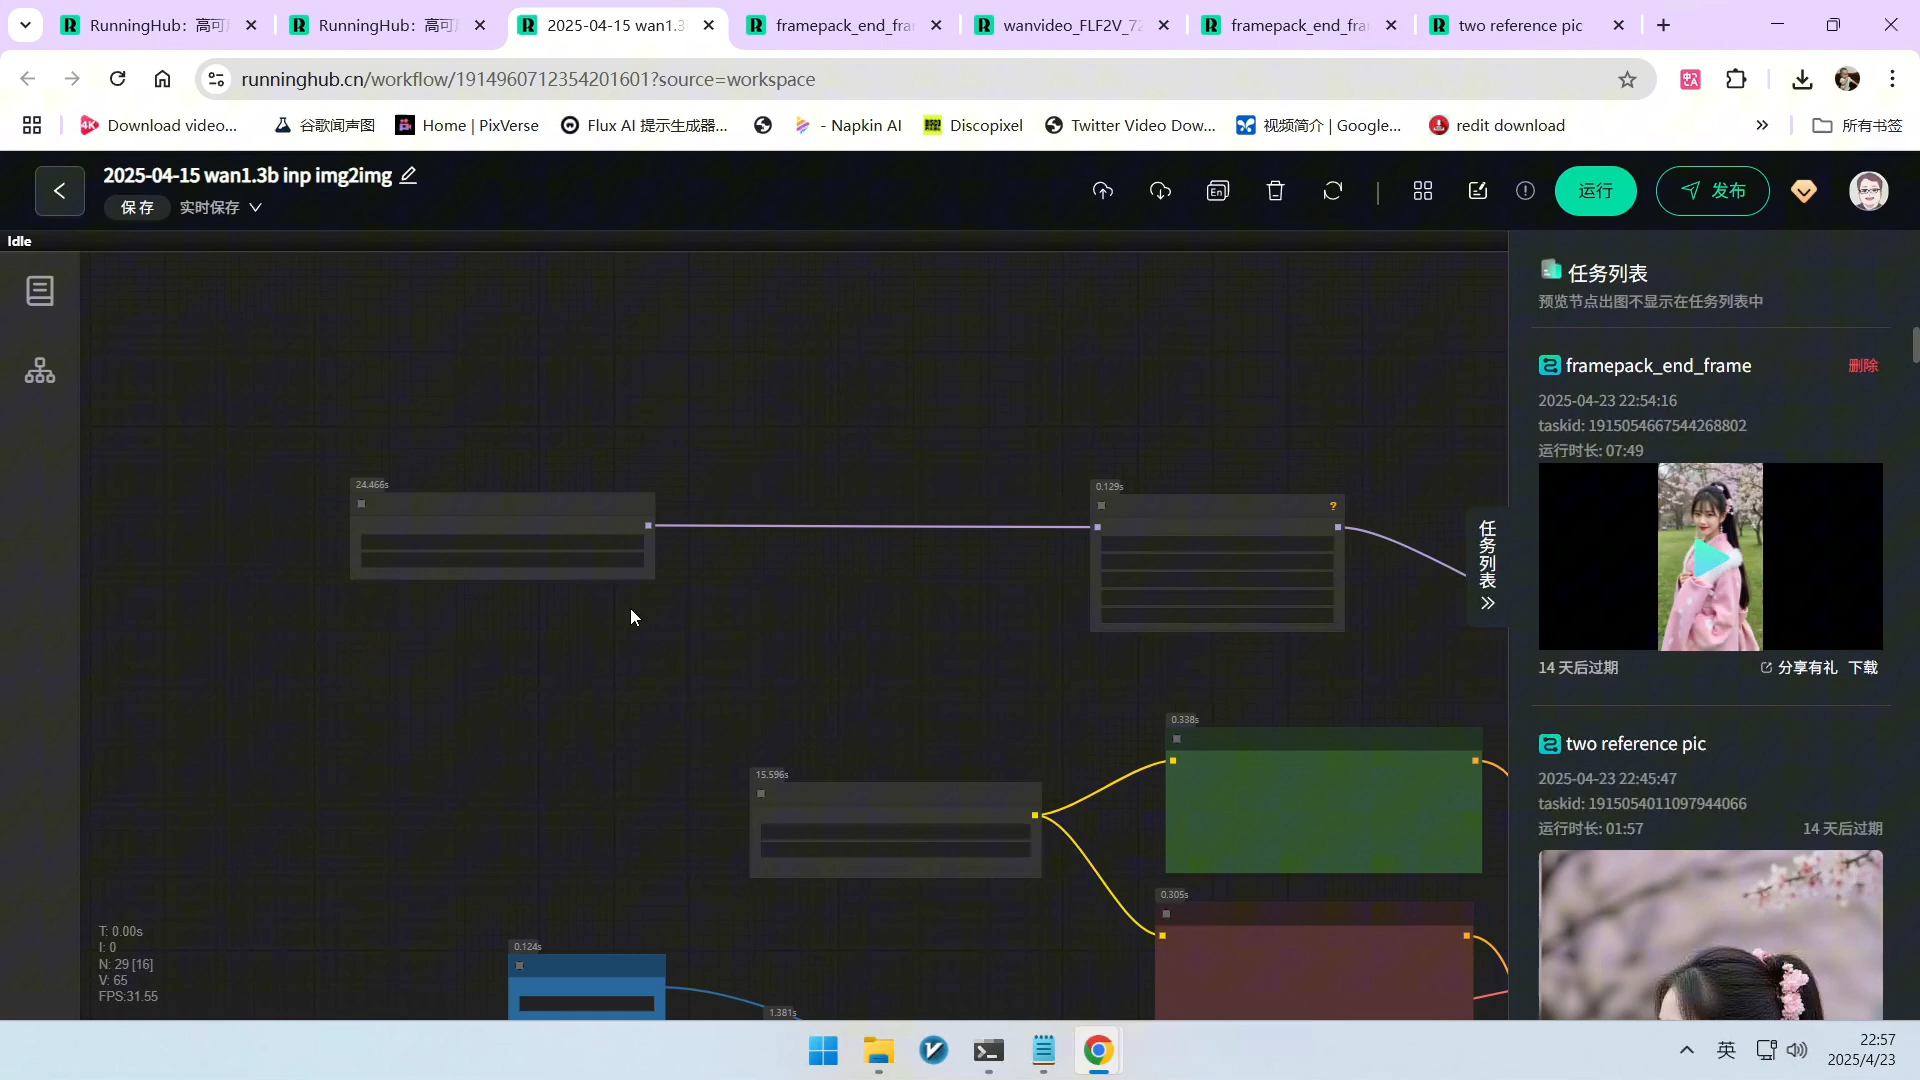 RunningHub：高可
RunningHub：高可
2025-04-15 wan1.3
framepack_end_fra
wanvideo_FLF2V_72
framepack_end_fra
two reference pic
runninghub.cn/workflow/1914960712354201601?source=workspace
Download video...
谷歌闻声图
Home | PixVerse
Flux AI 提示生成器...
- Napkin AI
Discopixel
Twitter Video Dow...
视频简介 | Google...
redit download
所有书签
2025-04-15 wan1.3b inp img2img
保存
实时保存
En
运行
发布
Idle
任务列表
预览节点出图不显示在任务列表中
framepack_end_frame
删除
2025-04-23 22:54:16
taskid: 1915054667544268802
运行时长: 07:49
14 天后过期
分享有礼
下载
two reference pic
2025-04-23 22:45:47
taskid: 1915054011097944066
运行时长: 01:57
14 天后过期
任务列表
24.466s
0.129s
?
0.338s
15.596s
0.305s
0.124s
1.381s
T: 0.00s
I: 0
N: 29 [16]
V: 65
FPS:31.55
英
22:57
2025/4/23